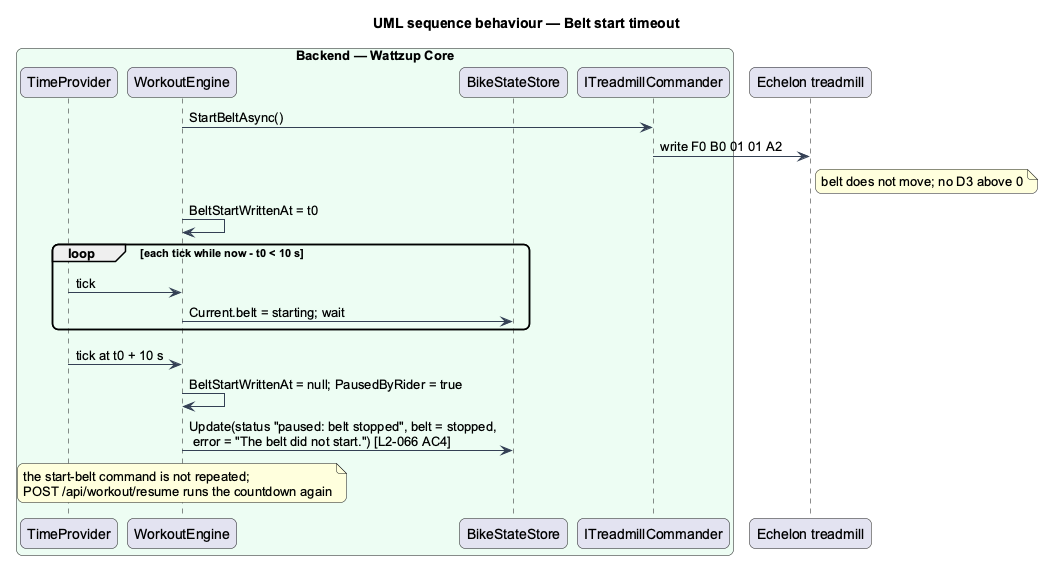 UML sequence behaviour — Belt start timeout
Backend — Wattzup Core
TimeProvider
WorkoutEngine
BikeStateStore
ITreadmillCommander
Echelon treadmill
StartBeltAsync()
write F0 B0 01 01 A2
belt does not move; no D3 above 0
BeltStartWrittenAt = t0
loop
[each tick while now - t0 < 10 s]
tick
Current.belt = starting; wait
tick at t0 + 10 s
BeltStartWrittenAt = null; PausedByRider = true
Update(status "paused: belt stopped", belt = stopped,
error = "The belt did not start.") [L2-066 AC4]
the start-belt command is not repeated;
POST /api/workout/resume runs the countdown again
TimeProvider
WorkoutEngine
BikeStateStore
ITreadmillCommander
Echelon treadmill